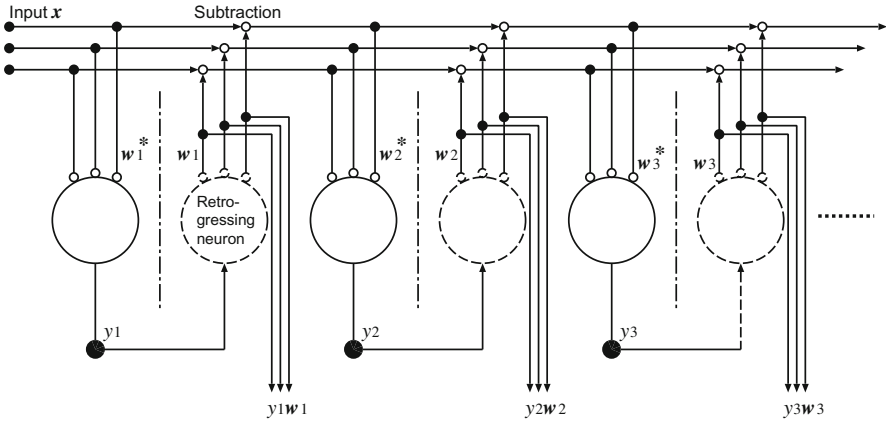 Input x
Subtraction
w1*
w1
w2*
w2
w3*
w3
Retro-
gressing
neuron
y1
y2
y3
y1w1
y2w2
y3w3